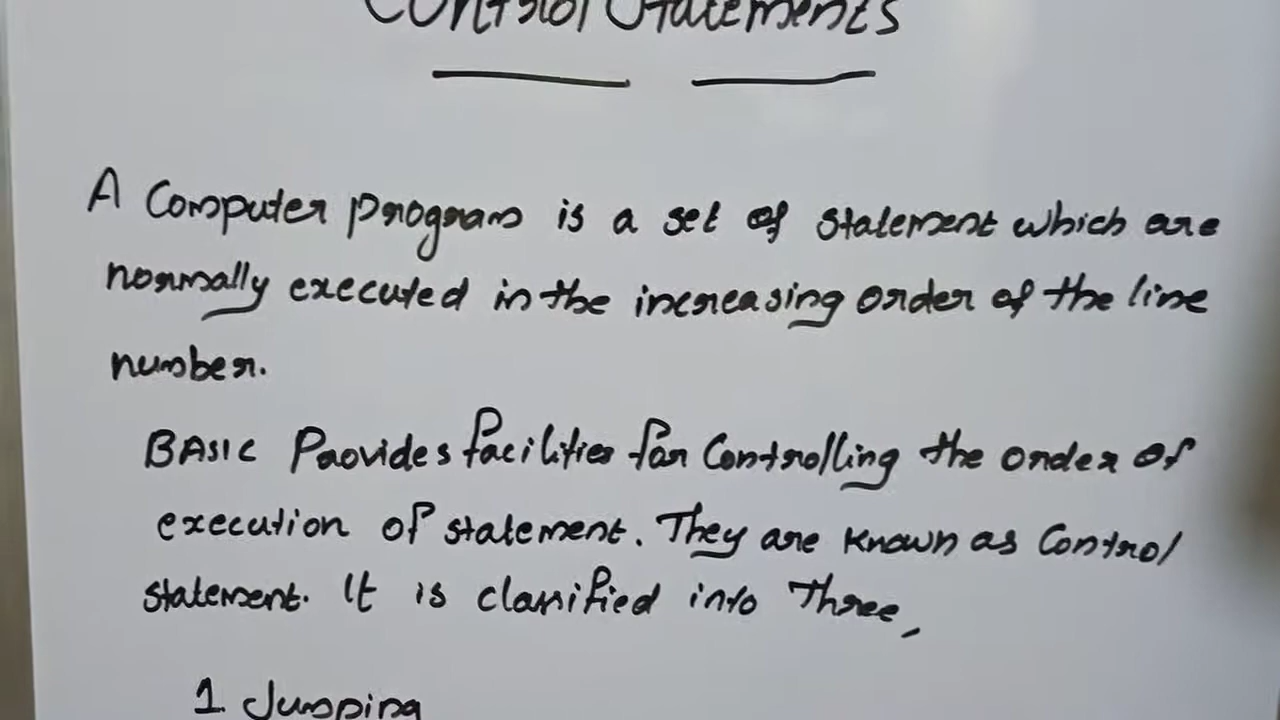 Control Statements
A Computer program is a set of statement which are
normally executed in the increasing order of the line
number.
BASIC Provides facilities for Controlling the order of
execution of statement. They are known as Control
statement. It is classified into Three,
1 Jumping